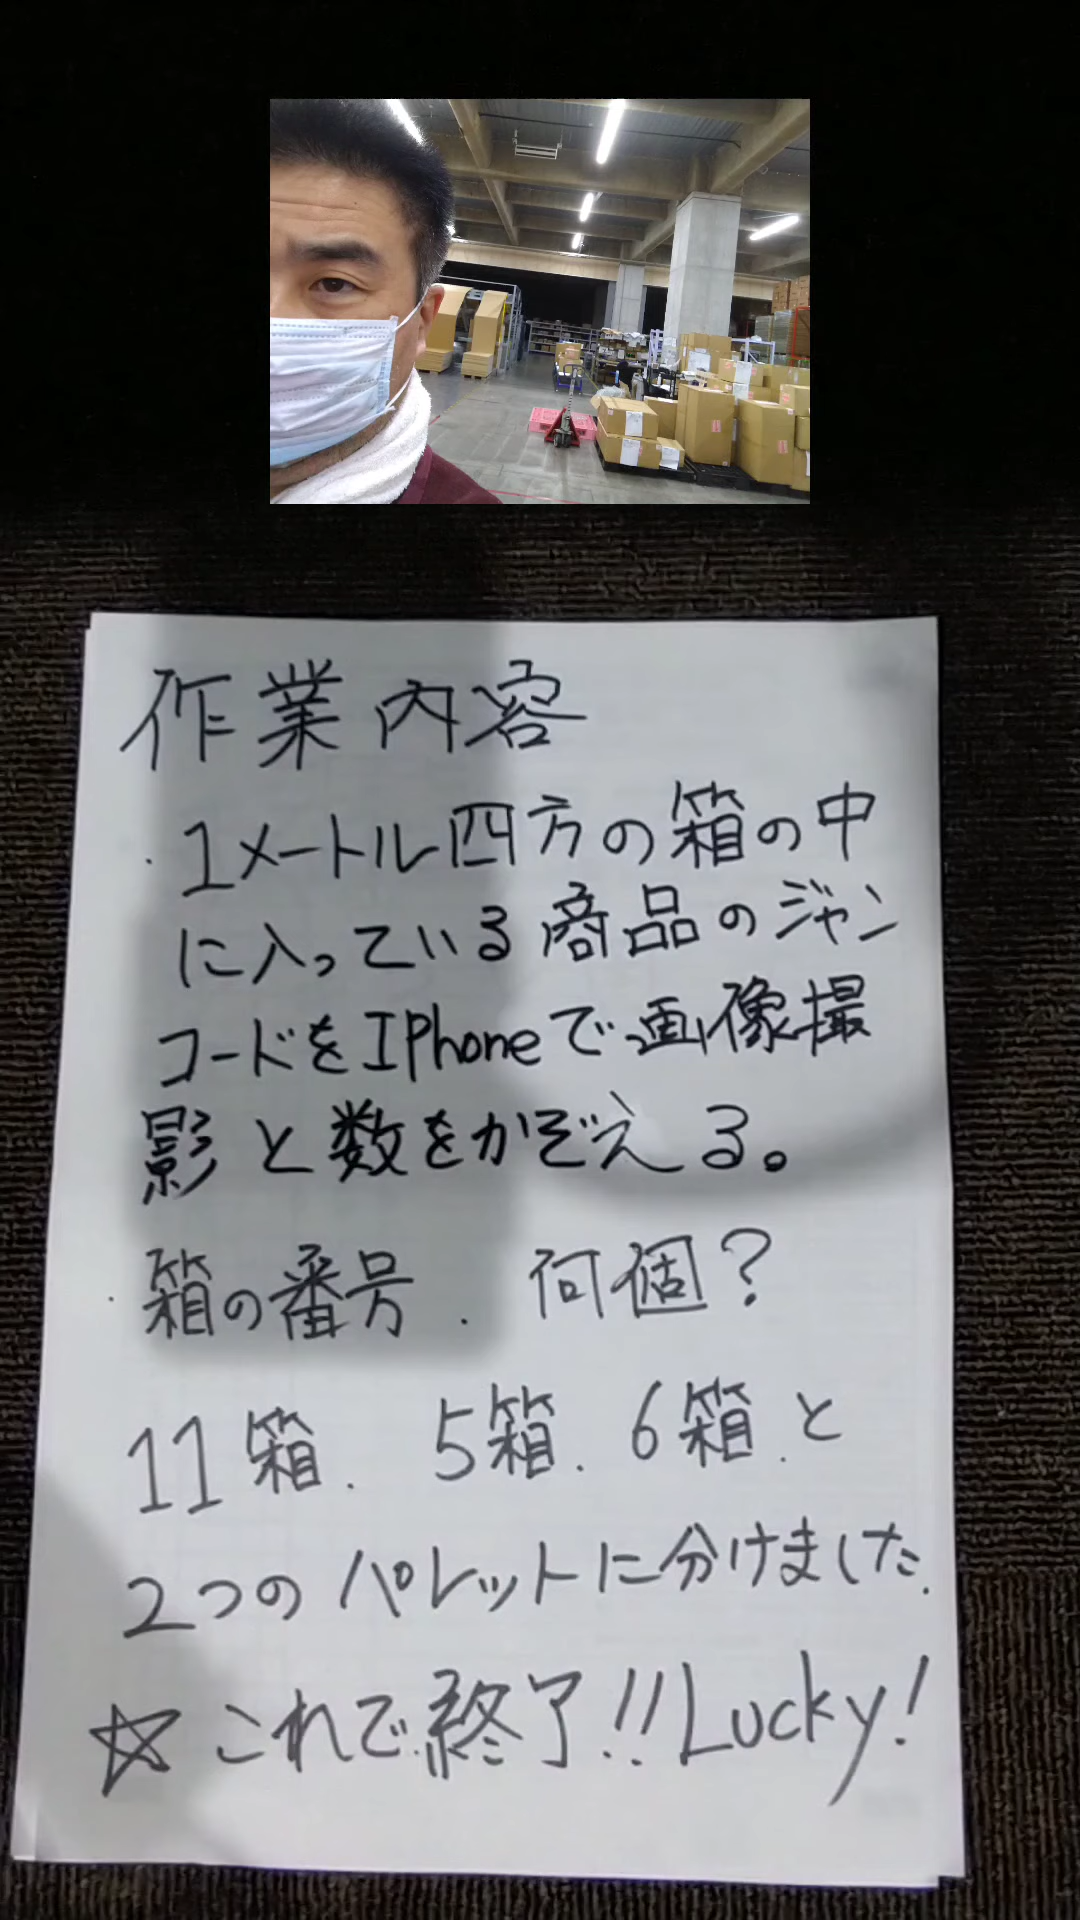 作業内容
・1メートル四方の箱の中
に入っている商品のジャン
コードをIPhoneで画像撮
影と数をかぞえる。
・箱の番号. 何個?
11箱. 5箱. 6箱.と
2つのパレットに分けました.
☆これで終了!!Lucky!